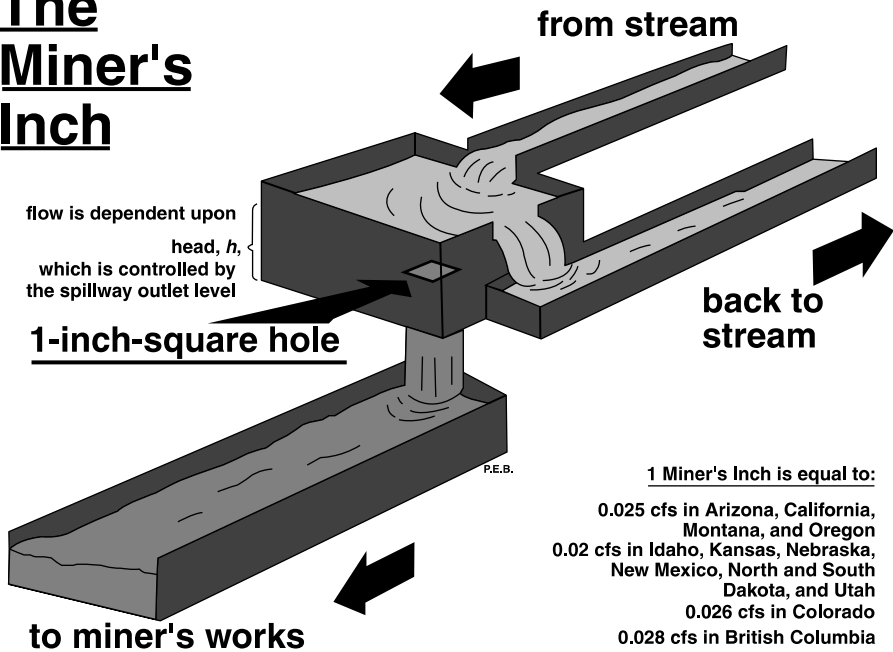 The
Miner's
Inch
from stream
flow is dependent upon
head, h,
which is controlled by
the spillway outlet level
1-inch-square hole
back to
stream
P.E.B.
to miner's works
1 Miner's Inch is equal to:
0.025 cfs in Arizona, California,
Montana, and Oregon
0.02 cfs in Idaho, Kansas, Nebraska,
New Mexico, North and South
Dakota, and Utah
0.026 cfs in Colorado
0.028 cfs in British Columbia